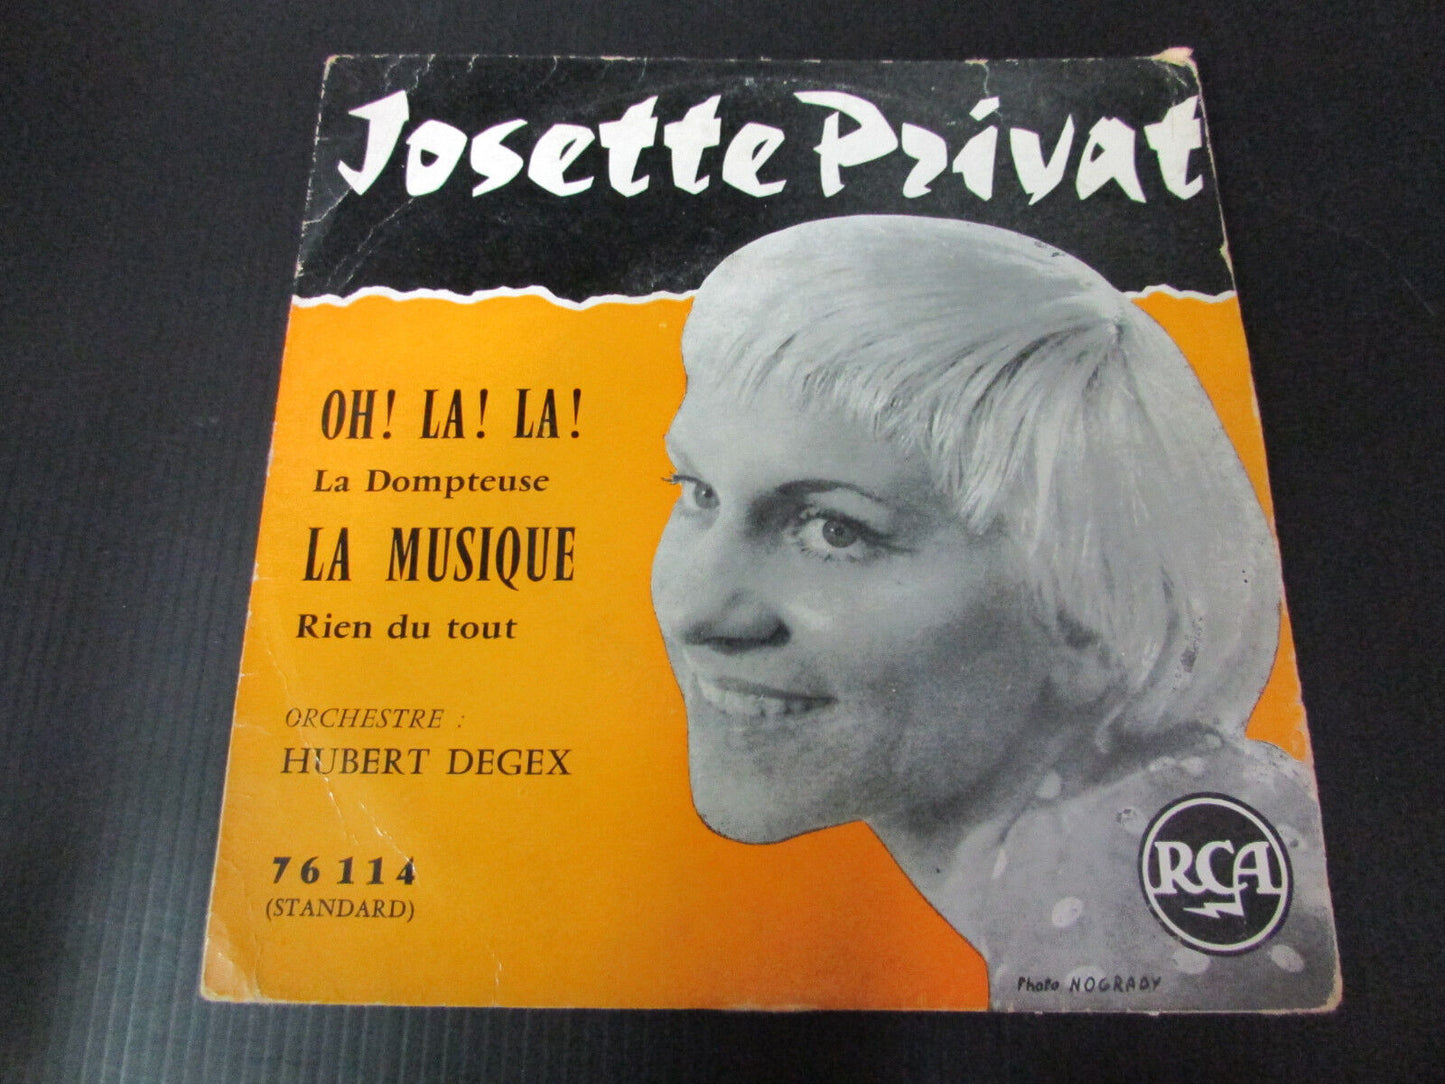 Josette Privat
OH! LA! LA!
La Dompteuse
LA MUSIQUE
Rien du tout
ORCHESTRE :
HUBERT DEGEX
76 114
(STANDARD)
RCA
Photo NOGRADY